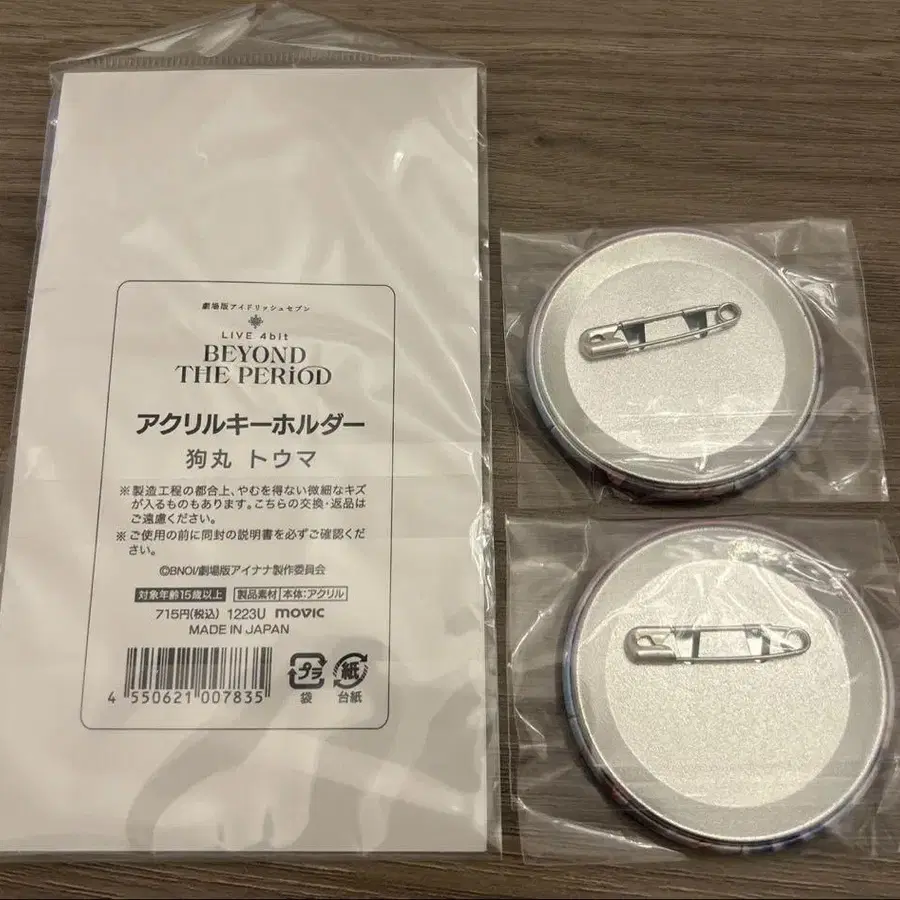 劇場版アイドリッシュセブン
LIVE 4bit
BEYOND
THE PERiOD
アクリルキーホルダー
狗丸 トウマ
※製造工程の都合上、やむを得ない微細なキズ
が入るものもあります。こちらの交換・返品は
ご遠慮ください。
※ご使用の前に同封の説明書を必ずご確認くだ
さい。
©BNOI/劇場版アイナナ製作委員会
対象年齢15歳以上 製品素材 本体:アクリル
715円(税込) 1223U movic
MADE IN JAPAN
4 550621 007835
プラ 紙
袋 台紙